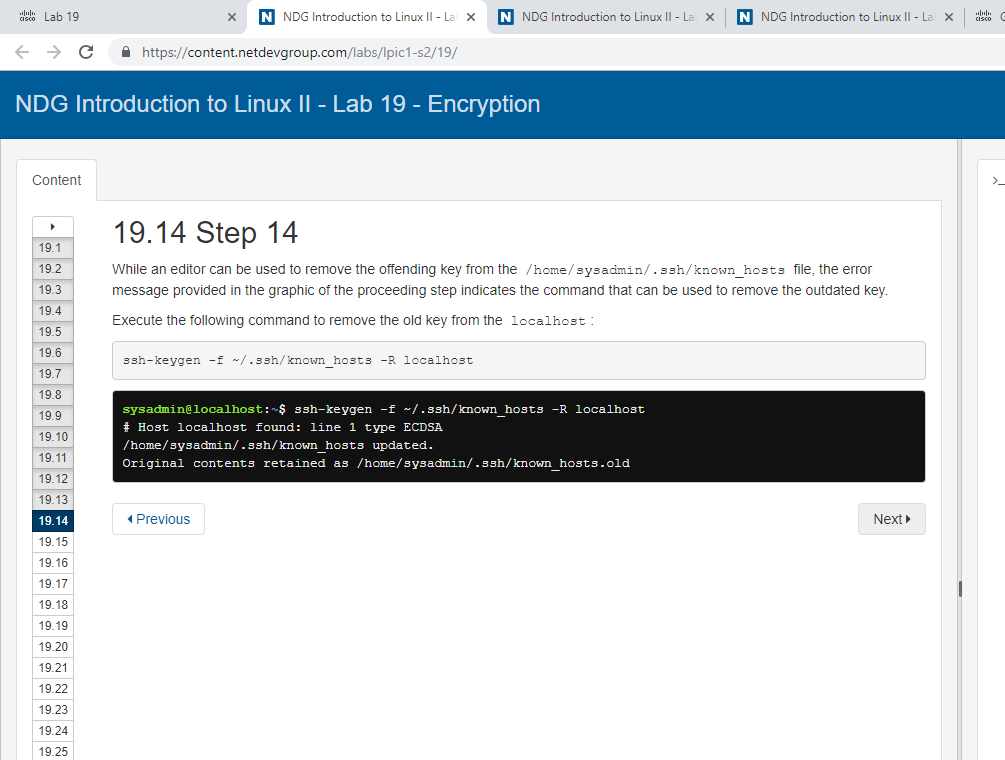 cisco Lab 19
NDG Introduction to Linux II - La
NDG Introduction to Linux II - La
NDG Introduction to Linux II - La
cisco
https://content.netdevgroup.com/labs/lpic1-s2/19/
NDG Introduction to Linux II - Lab 19 - Encryption
Content
>_
19.1
19.2
19.3
19.4
19.5
19.6
19.7
19.8
19.9
19.10
19.11
19.12
19.13
19.14
19.15
19.16
19.17
19.18
19.19
19.20
19.21
19.22
19.23
19.24
19.25
19.14 Step 14
While an editor can be used to remove the offending key from the /home/sysadmin/.ssh/known_hosts file, the error
message provided in the graphic of the proceeding step indicates the command that can be used to remove the outdated key.
Execute the following command to remove the old key from the localhost:
ssh-keygen -f ~/.ssh/known_hosts -R localhost
sysadmin@localhost:~$ ssh-keygen -f ~/.ssh/known_hosts -R localhost
# Host localhost found: line 1 type ECDSA
/home/sysadmin/.ssh/known_hosts updated.
Original contents retained as /home/sysadmin/.ssh/known_hosts.old
Previous
Next